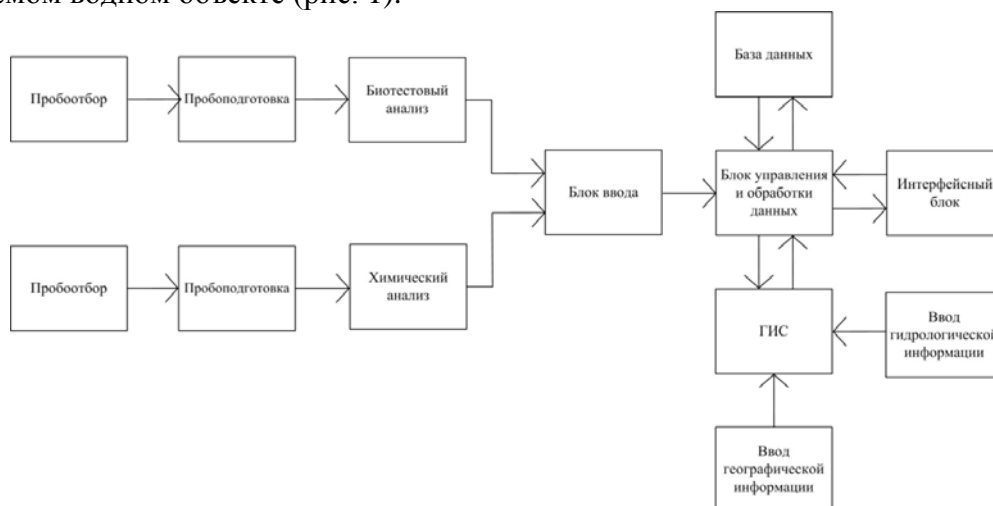 емом водном объекте (рис. 1).
База данных
Пробоотбор
Пробоподготовка
Биотестовый
анализ
Блок ввода
Блок управления
и обработки
данных
Интерфейсный
блок
Пробоотбор
Пробоподготовка
Химический
анализ
ГИС
Ввод
гидрологической
информации
Ввод
географической
информации